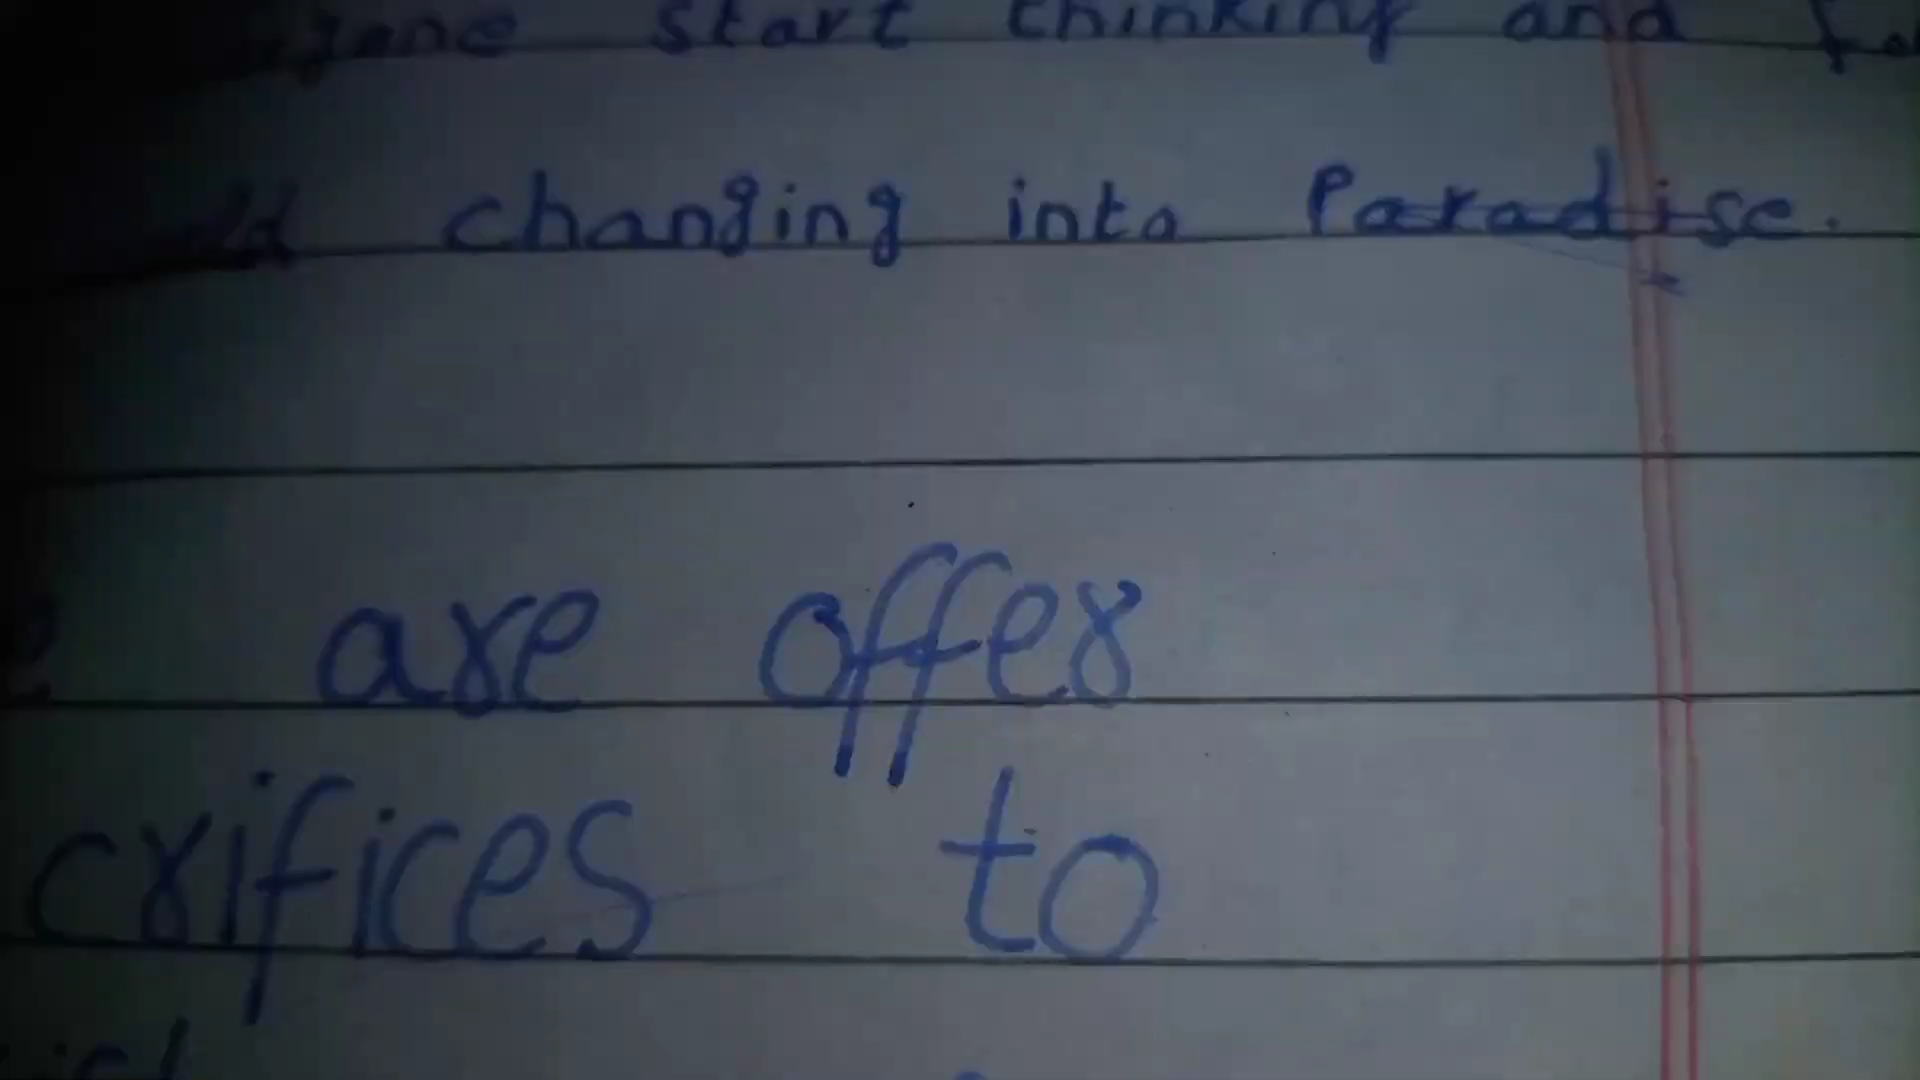 start thinking and
changing into Paradise.
are offer
crifices to